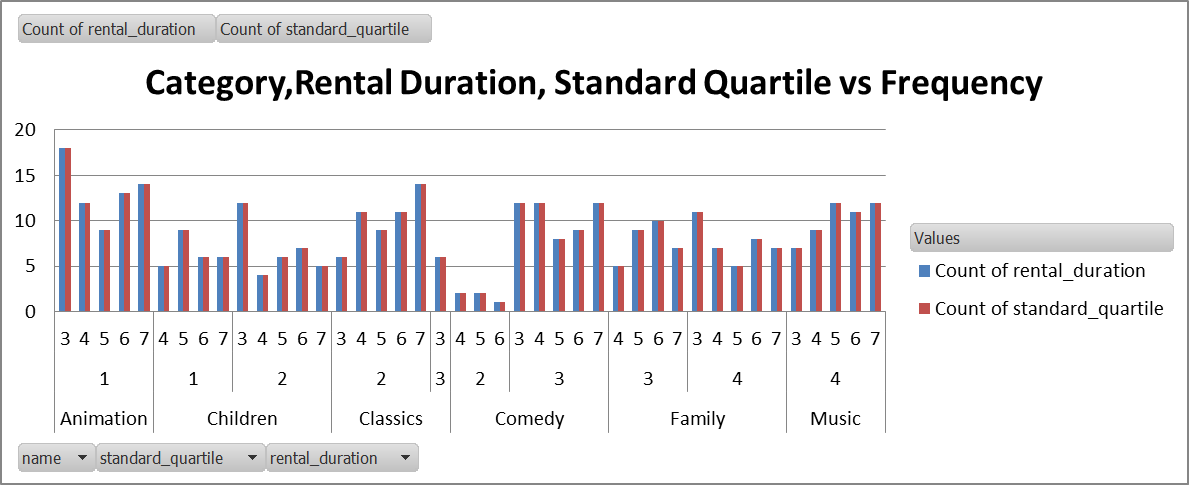 Count of rental_duration Count of standard_quartile
Category,Rental Duration, Standard Quartile vs Frequency
20
15
10
5
0
3 4 5 6 7 4 5 6 7 3 4 5 6 7 3 4 5 6 7 3 4 5 6 3 4 5 6 7 4 5 6 7 3 4 5 6 7 3 4 5 6 7
1 1 2 2 3 2 3 3 4 4
Animation Children Classics Comedy Family Music
Values
Count of rental_duration
Count of standard_quartile
name standard_quartile rental_duration